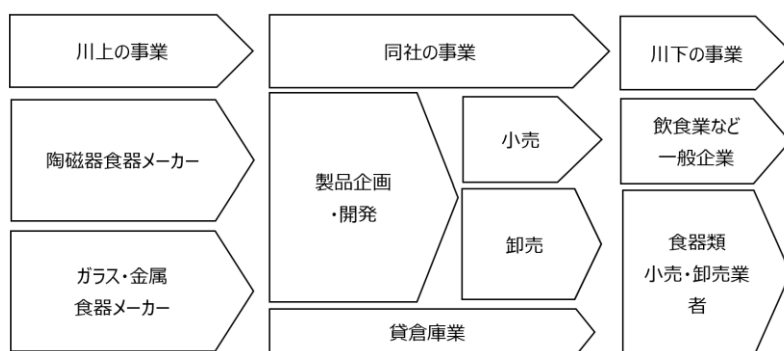 川上の事業
同社の事業
川下の事業
陶磁器食器メーカー
ガラス・金属
食器メーカー
製品企画
・開発
小売
卸売
貸倉庫業
飲食業など
一般企業
食器類
小売・卸売業
者